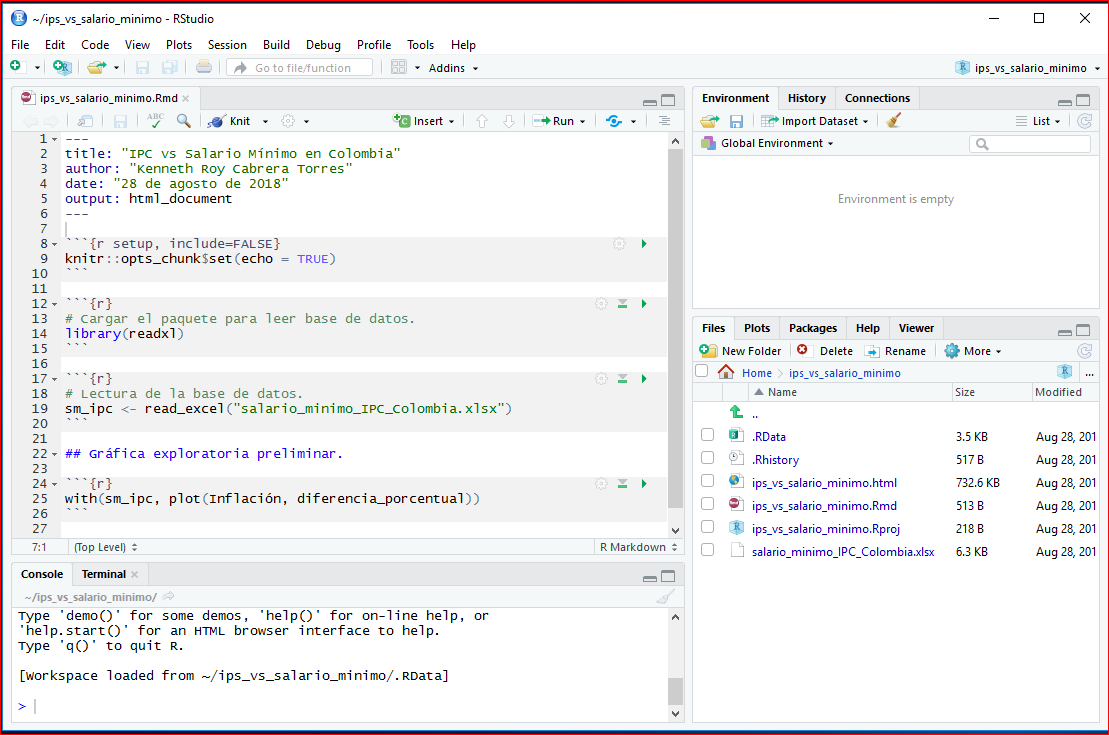 ~/ips_vs_salario_minimo - RStudio
File Edit Code View Plots Session Build Debug Profile Tools Help
Go to file/function Addins ips_vs_salario_minimo
ips_vs_salario_minimo.Rmd
ABC Knit Insert Run
1 ---
2 title: "IPC vs Salario Mínimo en Colombia"
3 author: "Kenneth Roy Cabrera Torres"
4 date: "28 de agosto de 2018"
5 output: html_document
6 ---
7
8 ```{r setup, include=FALSE}
9 knitr::opts_chunk$set(echo = TRUE)
10 ```
11
12 ```{r}
13 # Cargar el paquete para leer base de datos.
14 library(readxl)
15 ```
16
17 ```{r}
18 # Lectura de la base de datos.
19 sm_ipc <- read_excel("salario_minimo_IPC_Colombia.xlsx")
20 ```
21
22 ## Gráfica exploratoria preliminar.
23
24 ```{r}
25 with(sm_ipc, plot(Inflación, diferencia_porcentual))
26 ```
27
7:1 (Top Level) R Markdown
Console Terminal
~/ips_vs_salario_minimo/
Type 'demo()' for some demos, 'help()' for on-line help, or
'help.start()' for an HTML browser interface to help.
Type 'q()' to quit R.
[Workspace loaded from ~/ips_vs_salario_minimo/.RData]
>
Environment History Connections
Import Dataset List
Global Environment
Environment is empty
Files Plots Packages Help Viewer
New Folder Delete Rename More
Home ips_vs_salario_minimo ...
Name Size Modified
..
.RData 3.5 KB Aug 28, 201
.Rhistory 517 B Aug 28, 201
ips_vs_salario_minimo.html 732.6 KB Aug 28, 201
ips_vs_salario_minimo.Rmd 513 B Aug 28, 201
ips_vs_salario_minimo.Rproj 218 B Aug 28, 201
salario_minimo_IPC_Colombia.xlsx 6.3 KB Aug 28, 201